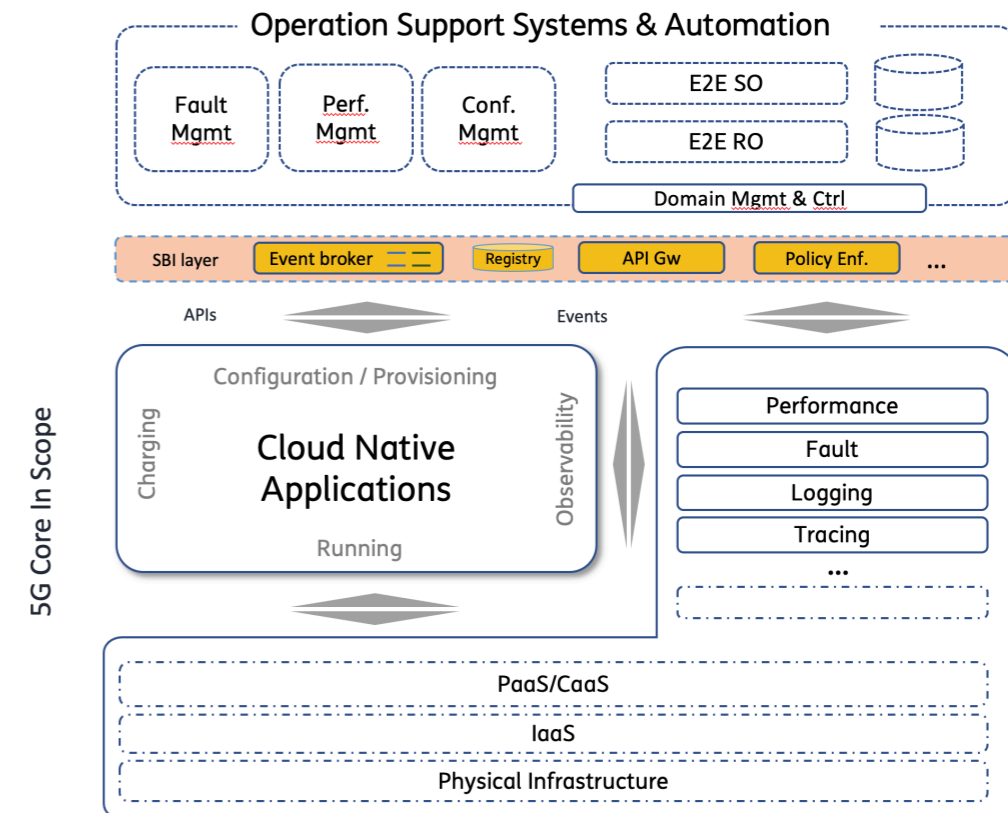 Operation Support Systems & Automation
Fault
Mgmt
Perf.
Mgmt
Conf.
Mgmt
E2E SO
E2E RO
Domain Mgmt & Ctrl
SBI layer
Event broker
Registry
API Gw
Policy Enf.
...
APIs
Events
5G Core In Scope
Configuration / Provisioning
Charging
Cloud Native
Applications
Observability
Running
Performance
Fault
Logging
Tracing
...
PaaS/CaaS
IaaS
Physical Infrastructure